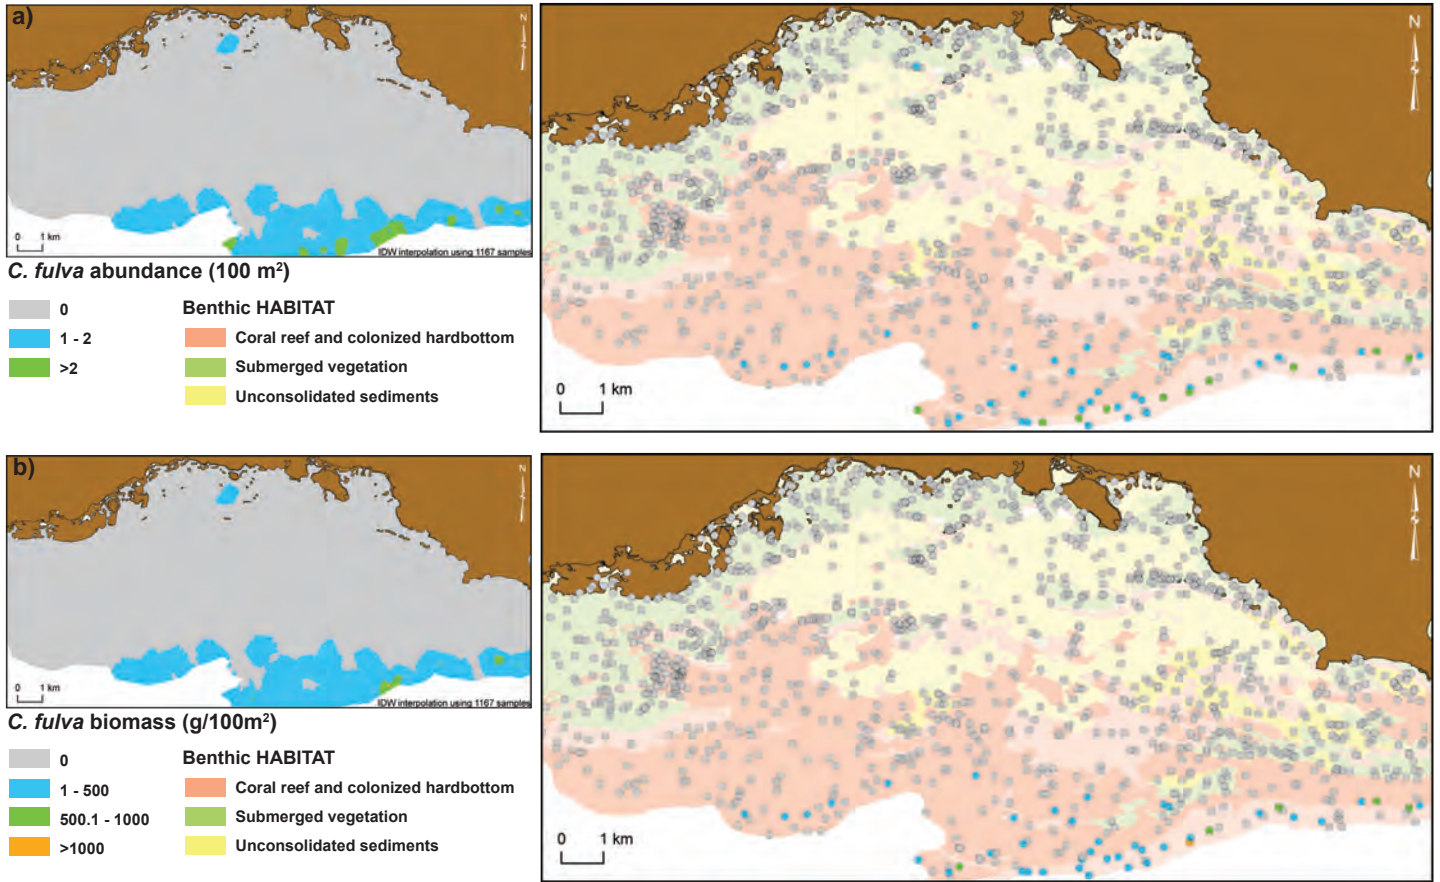 a)
N
0 1 km
IDW interpolation using 1167 samples
C. fulva abundance (100 m²)
0
1 - 2
>2
Benthic HABITAT
Coral reef and colonized hardbottom
Submerged vegetation
Unconsolidated sediments
N
0 1 km
b)
N
0 1 km
IDW interpolation using 1167 samples
C. fulva biomass (g/100m²)
0
1 - 500
500.1 - 1000
>1000
Benthic HABITAT
Coral reef and colonized hardbottom
Submerged vegetation
Unconsolidated sediments
N
0 1 km